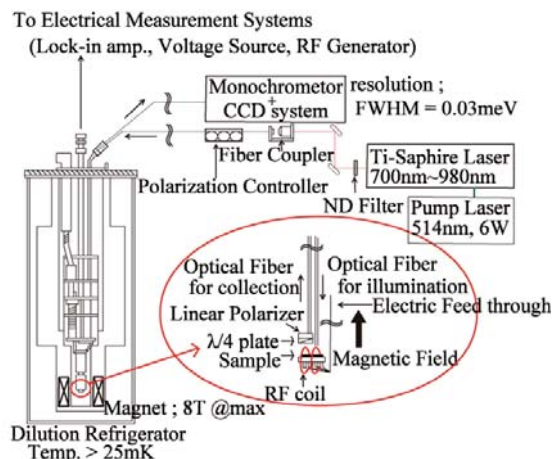 To Electrical Measurement Systems
(Lock-in amp., Voltage Source, RF Generator)
Monochrometor
+
CCD system
resolution ;
FWHM = 0.03meV
Fiber Coupler
Polarization Controller
Ti-Saphire Laser
700nm~980nm
ND Filter
Pump Laser
514nm, 6W
Optical Fiber
for collection
Optical Fiber
for illumination
Linear Polarizer
Electric Feed through
λ/4 plate
Sample
Magnetic Field
RF coil
Magnet ; 8T @max
Dilution Refrigerator
Temp. > 25mK